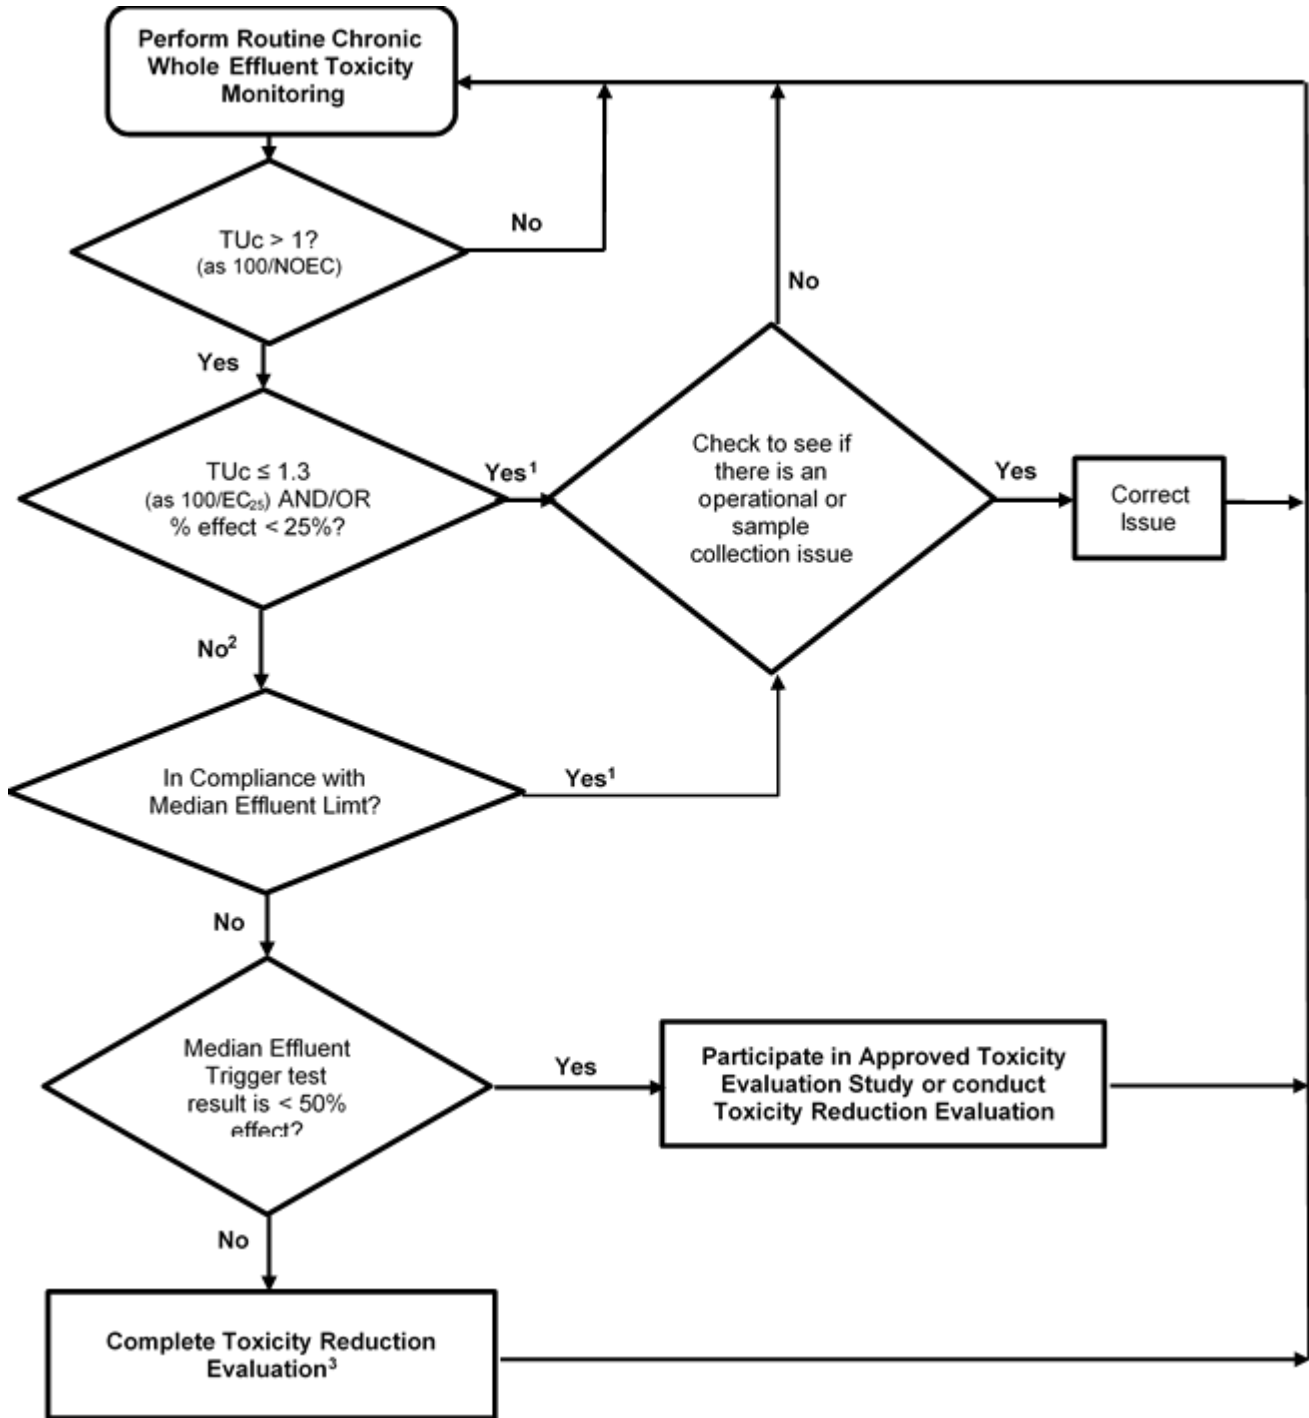 Perform Routine Chronic
Whole Effluent Toxicity
Monitoring
TUc > 1?
(as 100/NOEC)
No
Yes
TUc ≤ 1.3
(as 100/EC₂₅) AND/OR
% effect < 25%?
Yes¹
Check to see if
there is an
operational or
sample
collection issue
No
Yes
Correct
Issue
No²
In Compliance with
Median Effluent Limt?
Yes¹
No
Median Effluent
Trigger test
result is < 50%
effect?
Yes
Participate in Approved Toxicity
Evaluation Study or conduct
Toxicity Reduction Evaluation
No
Complete Toxicity Reduction
Evaluation³